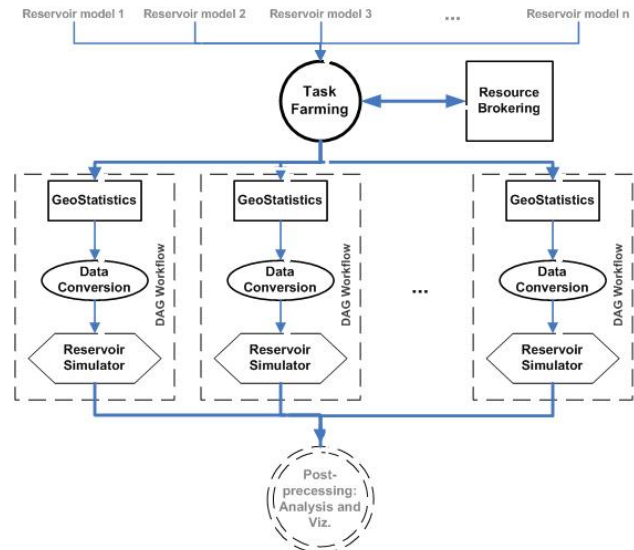 Reservoir model 1 Reservoir model 2 Reservoir model 3 ... Reservoir model n
Task
Farming
Resource
Brokering
GeoStatistics
Data
Conversion
Reservoir
Simulator
DAG Workflow
GeoStatistics
Data
Conversion
Reservoir
Simulator
DAG Workflow
...
GeoStatistics
Data
Conversion
Reservoir
Simulator
DAG Workflow
Post-
precessing:
Analysis and
Viz.